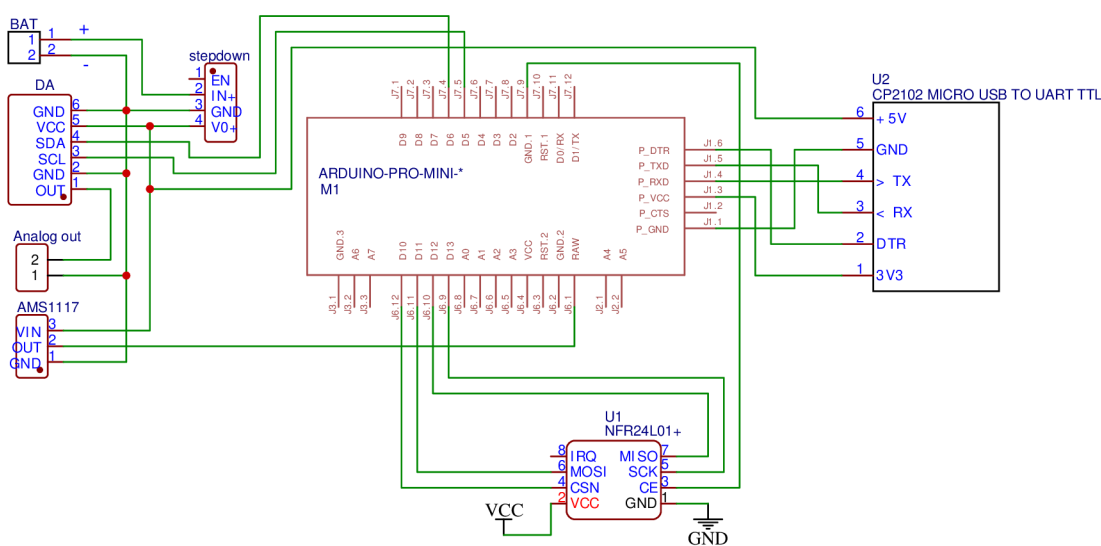 BAT
+
1 1
2 2
-
stepdown
1 EN
2 IN+
3 GND
4 V0+
DA
GND 6
VCC 5
SDA 4
SCL 3
GND 2
OUT 1
Analog out
2
1
AMS1117
VIN 3
OUT 2
GND 1
J7.1 J7.2 J7.3 J7.4 J7.5 J7.6 J7.7 J7.8 J7.9 J7.10 J7.11 J7.12
D9 D8 D7 D6 D5 D4 D3 D2 GND.1 RST.1 D0/RX D1/TX
ARDUINO-PRO-MINI-*
M1
P_DTR J1.6
P_TXD J1.5
P_RXD J1.4
P_VCC J1.3
P_CTS J1.2
P_GND J1.1
GND.3 A6 A7 D10 D11 D12 D13 A0 A1 A2 A3 VCC RST.2 GND.2 RAW A4 A5
J3.1 J3.2 J3.3 J6.12 J6.11 J6.10 J6.9 J6.8 J6.7 J6.6 J6.5 J6.4 J6.3 J6.2 J6.1 J2.1 J2.2
U2
CP2102 MICRO USB TO UART TTL
6 +5V
5 GND
4 > TX
3 < RX
2 DTR
1 3V3
U1
NFR24L01+
8 IRQ MISO 7
6 MOSI SCK 5
4 CSN CE 3
2 VCC GND 1
VCC
GND